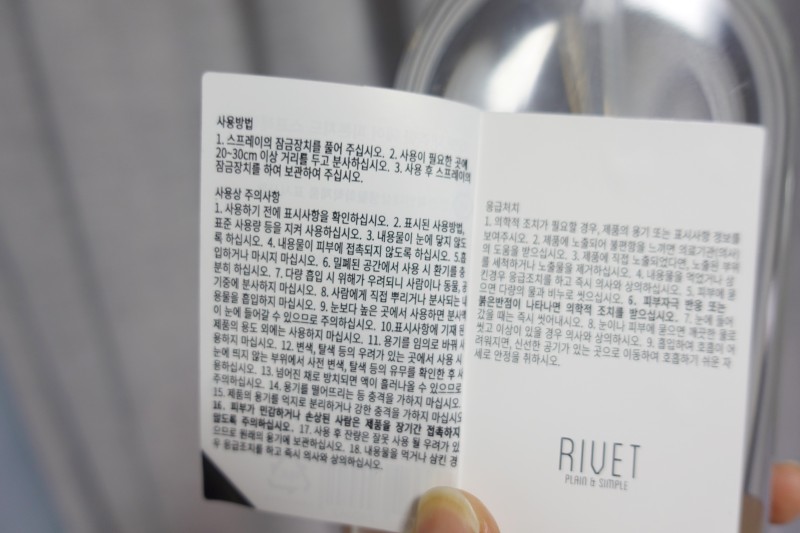 사용방법
1. 스프레이의 잠금장치를 풀어 주십시오. 2. 사용이 필요한 곳에
20~30cm 이상 거리를 두고 분사하십시오. 3. 사용 후 스프레이의
잠금장치를 하여 보관하여 주십시오.
사용상 주의사항
1. 사용하기 전에 표시사항을 확인하십시오. 2. 표시된 사용방법,
표준 사용량 등을 지켜 사용하십시오. 3. 내용물이 눈에 닿지 않도
록 하십시오. 4. 내용물이 피부에 접촉되지 않도록 하십시오. 5.흡
입하거나 마시지 마십시오. 6. 밀폐된 공간에서 사용 시 환기를 충
분히 하십시오. 7. 다량 흡입 시 위해가 우려되니 사람이나 동물, 공
기중에 분사하지 마십시오. 8. 사람에게 직접 뿌리거나 분사되는 내
용물을 흡입하지 마십시오. 9. 눈보다 높은 곳에서 사용하면 분사액
이 눈에 들어갈 수 있으므로 주의하십시오. 10.표시사항에 기재된
제품의 용도 외에는 사용하지 마십시오. 11. 용기를 임의로 바꿔 사
용하지 마십시오. 12. 변색, 탈색 등의 우려가 있는 곳에서 사용 시
눈에 띄지 않는 부위에서 사전 변색, 탈색 등의 유무를 확인한 후 사
용하십시오. 13. 넘어진 채로 방치되면 액이 흘러나올 수 있으므로
주의하십시오. 14. 용기를 떨어뜨리는 등 충격을 가하지 마십시오.
15. 제품의 용기를 억지로 분리하거나 강한 충격을 가하지 마십시오
16. 피부가 민감하거나 손상된 사람은 제품을 장기간 접촉하지
않도록 주의하십시오. 17. 사용 후 잔량은 잘못 사용 될 우려가 있
으므로 원래의 용기에 보관하십시오. 18. 내용물을 먹거나 삼킨 경
우 응급조치를 하고 즉시 의사와 상의하십시오.
응급처치
1. 의학적 조치가 필요할 경우, 제품의 용기 또는 표시사항 정보를
보여주시오. 2. 제품에 노출되어 불편함을 느끼면 의료기관(의사)
의 도움을 받으십시오. 3. 제품에 직접 노출되었다면, 노출된 부위
를 세척하거나 노출물을 제거하십시오. 4. 내용물을 먹었거나 삼
킨경우 응급조치를 하고 즉시 의사와 상의하십시오. 5. 피부에 묻
으면 다량의 물과 비누로 씻으십시오. 6. 피부자극 반응 또는
붉은반점이 나타나면 의학적 조치를 받으십시오. 7. 눈에 들어
갔을 때는 즉시 씻어내시오. 8. 눈이나 피부에 묻으면 깨끗한 물로
씻고 이상이 있을 경우 의사와 상의하십시오. 9. 흡입하여 호흡이 어
려워지면, 신선한 공기가 있는 곳으로 이동하여 호흡하기 쉬운 자
세로 안정을 취하시오.
RIVET
PLAIN & SIMPLE